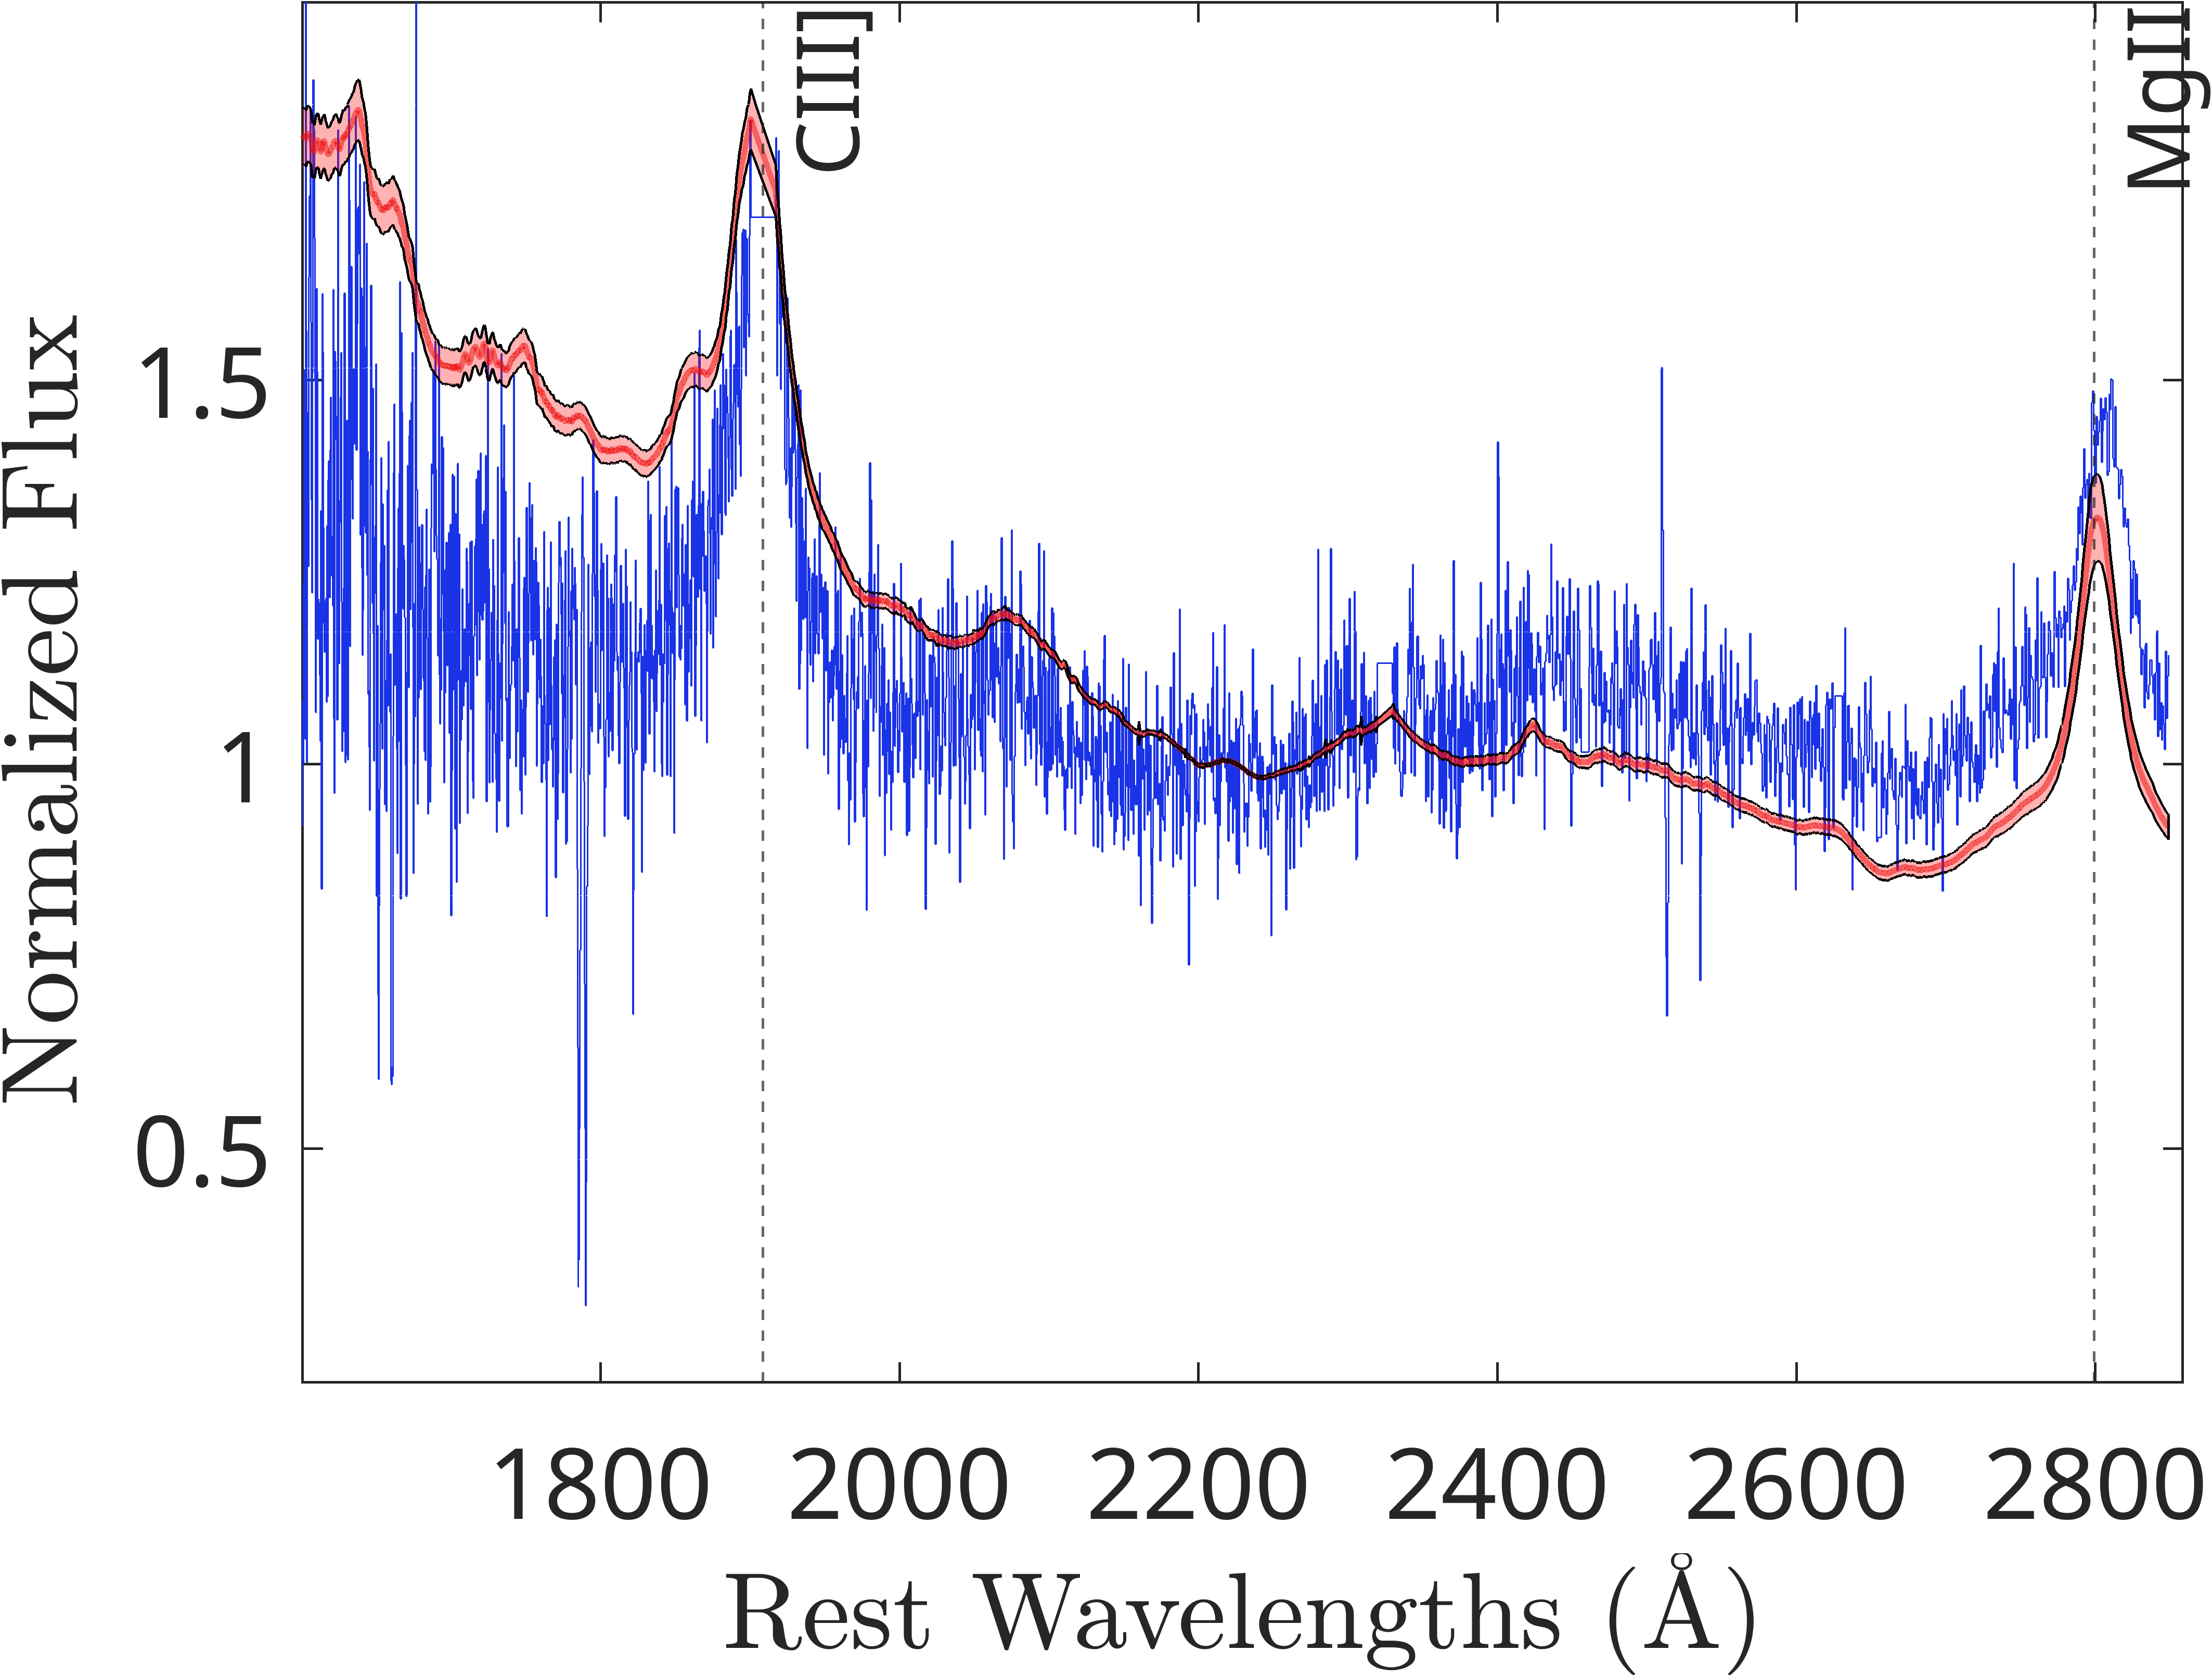 CIII]
MgII
Normalized Flux
1.5
1
0.5
1800 2000 2200 2400 2600 2800
Rest Wavelengths (Å)